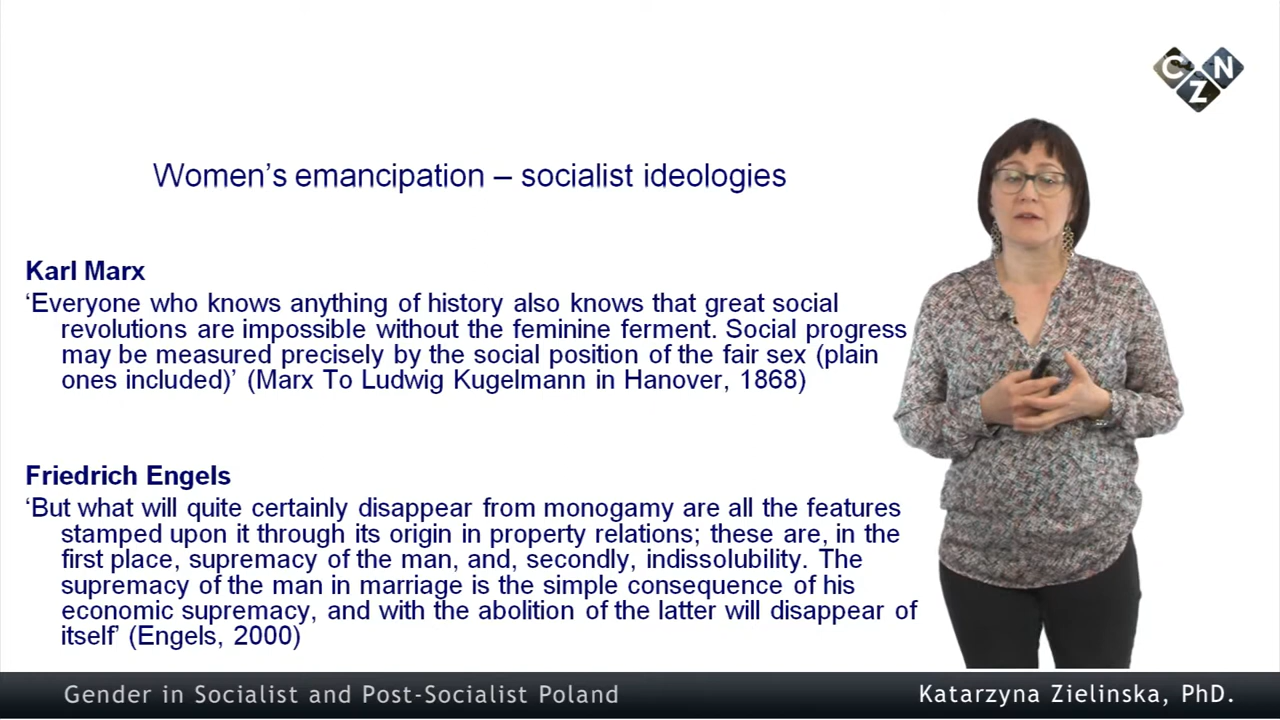 C N
Z
Women's emancipation – socialist ideologies
Karl Marx
‘Everyone who knows anything of history also knows that great social
revolutions are impossible without the feminine ferment. Social progress
may be measured precisely by the social position of the fair sex (plain
ones included)’ (Marx To Ludwig Kugelmann in Hanover, 1868)
Friedrich Engels
‘But what will quite certainly disappear from monogamy are all the features
stamped upon it through its origin in property relations; these are, in the
first place, supremacy of the man, and, secondly, indissolubility. The
supremacy of the man in marriage is the simple consequence of his
economic supremacy, and with the abolition of the latter will disappear of
itself’ (Engels, 2000)
Gender in Socialist and Post-Socialist Poland
Katarzyna Zielinska, PhD.